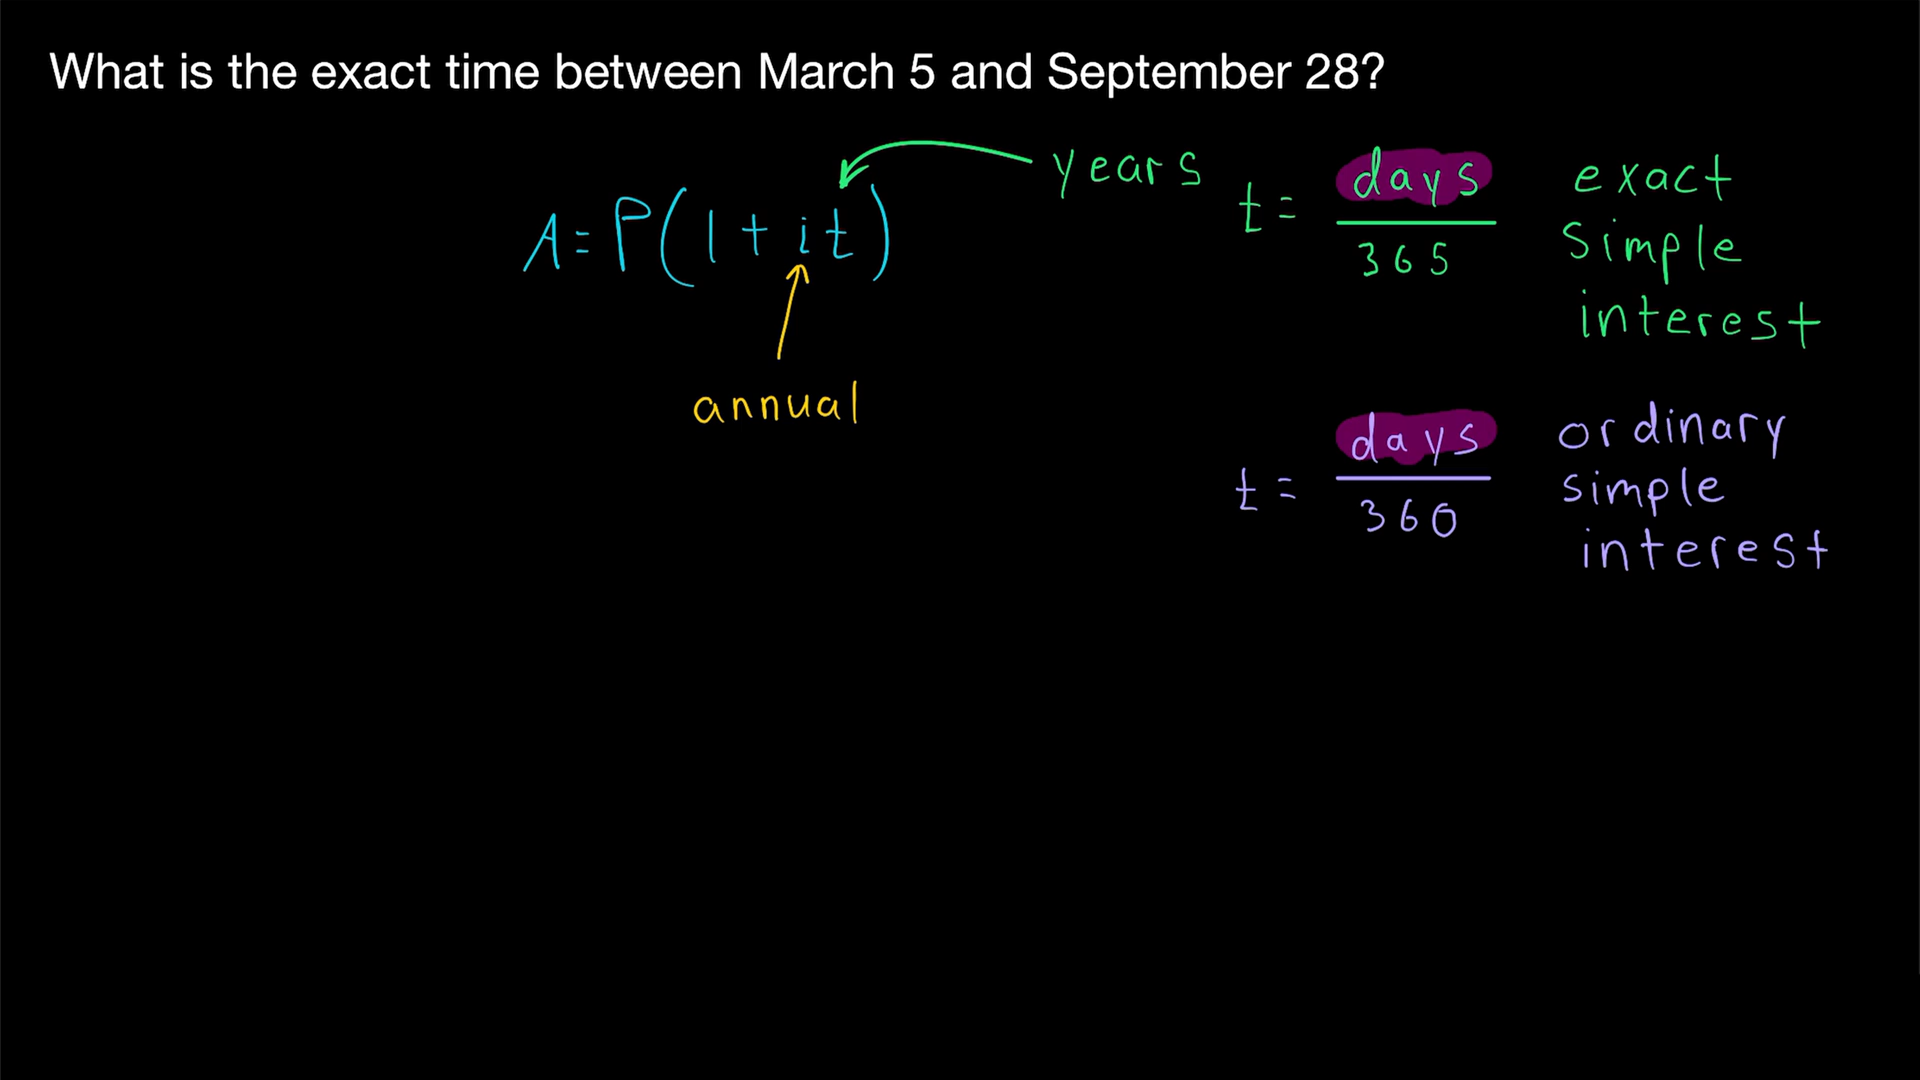 What is the exact time between March 5 and September 28?
A = P(1 + it)
years
annual
t = days / 365
exact
simple
interest
t = days / 360
ordinary
simple
interest